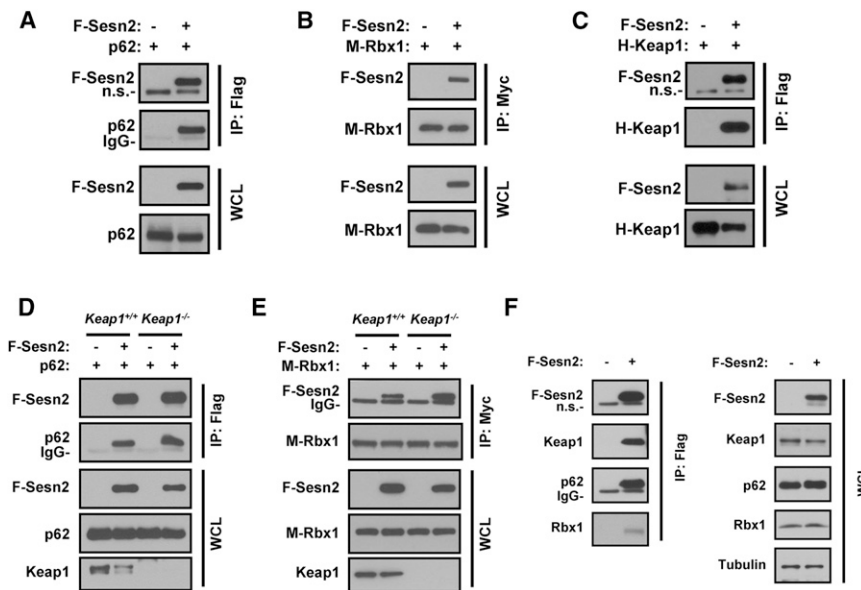 A
F-Sesn2: - +
p62: + +
F-Sesn2
n.s.-
p62
IgG-
IP: Flag
F-Sesn2
p62
WCL
B
F-Sesn2: - +
M-Rbx1: + +
F-Sesn2
M-Rbx1
IP: Myc
F-Sesn2
M-Rbx1
WCL
C
F-Sesn2: - +
H-Keap1: + +
F-Sesn2
n.s.-
H-Keap1
IP: Flag
F-Sesn2
H-Keap1
WCL
D
Keap1+/+ Keap1-/-
F-Sesn2: - + - +
p62: + + + +
F-Sesn2
p62
IgG-
IP: Flag
F-Sesn2
p62
Keap1
WCL
E
Keap1+/+ Keap1-/-
F-Sesn2: - + - +
M-Rbx1: + + + +
F-Sesn2
IgG-
M-Rbx1
IP: Myc
F-Sesn2
M-Rbx1
Keap1
WCL
F
F-Sesn2: - +
F-Sesn2
n.s.-
Keap1
p62
IgG-
Rbx1
IP: Flag
F-Sesn2: - +
F-Sesn2
Keap1
p62
Rbx1
Tubulin
WCL